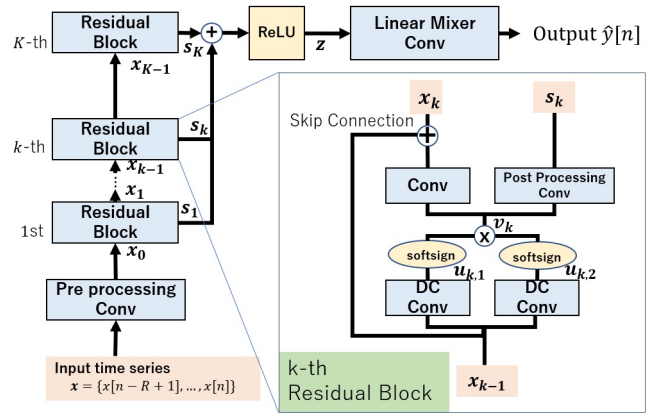 K-th
Residual
Block
s_K
+
ReLU
z
Linear Mixer
Conv
Output ŷ[n]
x_{K−1}
k-th
Residual
Block
s_k
x_{k−1}
x_1
1st
Residual
Block
s_1
x_0
Pre processing
Conv
Input time series
x = {x[n − R + 1], ..., x[n]}
x_k
s_k
Skip Connection
+
Conv
Post Processing
Conv
v_k
X
softsign
softsign
u_{k,1}
u_{k,2}
DC
Conv
DC
Conv
k-th
Residual Block
x_{k−1}